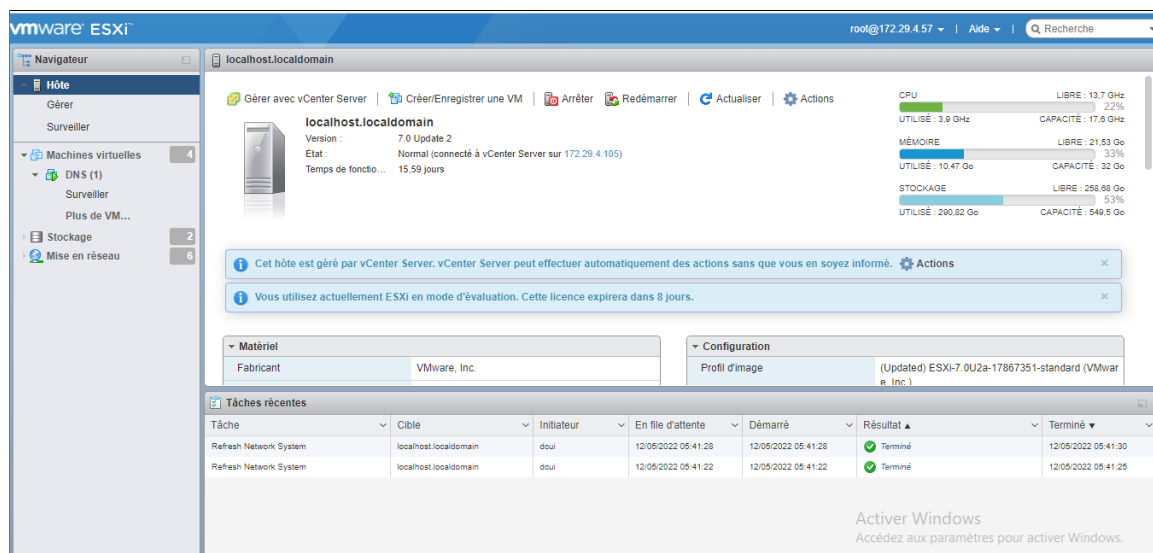 vmware ESXi™
root@172.29.4.57 | Aide | Recherche
Navigateur
localhost.localdomain
Hôte
Gérer
Surveiller
Machines virtuelles 4
DNS (1)
Surveiller
Plus de VM...
Stockage 2
Mise en réseau 6
Gérer avec vCenter Server | Créer/Enregistrer une VM | Arrêter Redémarrer | Actualiser | Actions
localhost.localdomain
Version : 7.0 Update 2
État : Normal (connecté à vCenter Server sur 172.29.4.105)
Temps de fonctio... 15,59 jours
CPU LIBRE : 13,7 GHz
22%
UTILISÉ : 3,9 GHz CAPACITÉ : 17,6 GHz
MÉMOIRE LIBRE : 21,53 Go
33%
UTILISÉ : 10,47 Go CAPACITÉ : 32 Go
STOCKAGE LIBRE : 258,68 Go
53%
UTILISÉ : 290,82 Go CAPACITÉ : 549,5 Go
Cet hôte est géré par vCenter Server. vCenter Server peut effectuer automatiquement des actions sans que vous en soyez informé. Actions
Vous utilisez actuellement ESXi en mode d'évaluation. Cette licence expirera dans 8 jours.
Matériel
Fabricant VMware, Inc.
Configuration
Profil d'image (Updated) ESXi-7.0U2a-17867351-standard (VMwar
e, Inc.)
Tâches récentes
Tâche Cible Initiateur En file d'attente Démarré Résultat Terminé
Refresh Network System localhost.localdomain dcui 12/05/2022 05:41:28 12/05/2022 05:41:28 Terminé 12/05/2022 05:41:30
Refresh Network System localhost.localdomain dcui 12/05/2022 05:41:22 12/05/2022 05:41:22 Terminé 12/05/2022 05:41:25
Activer Windows
Accédez aux paramètres pour activer Windows.